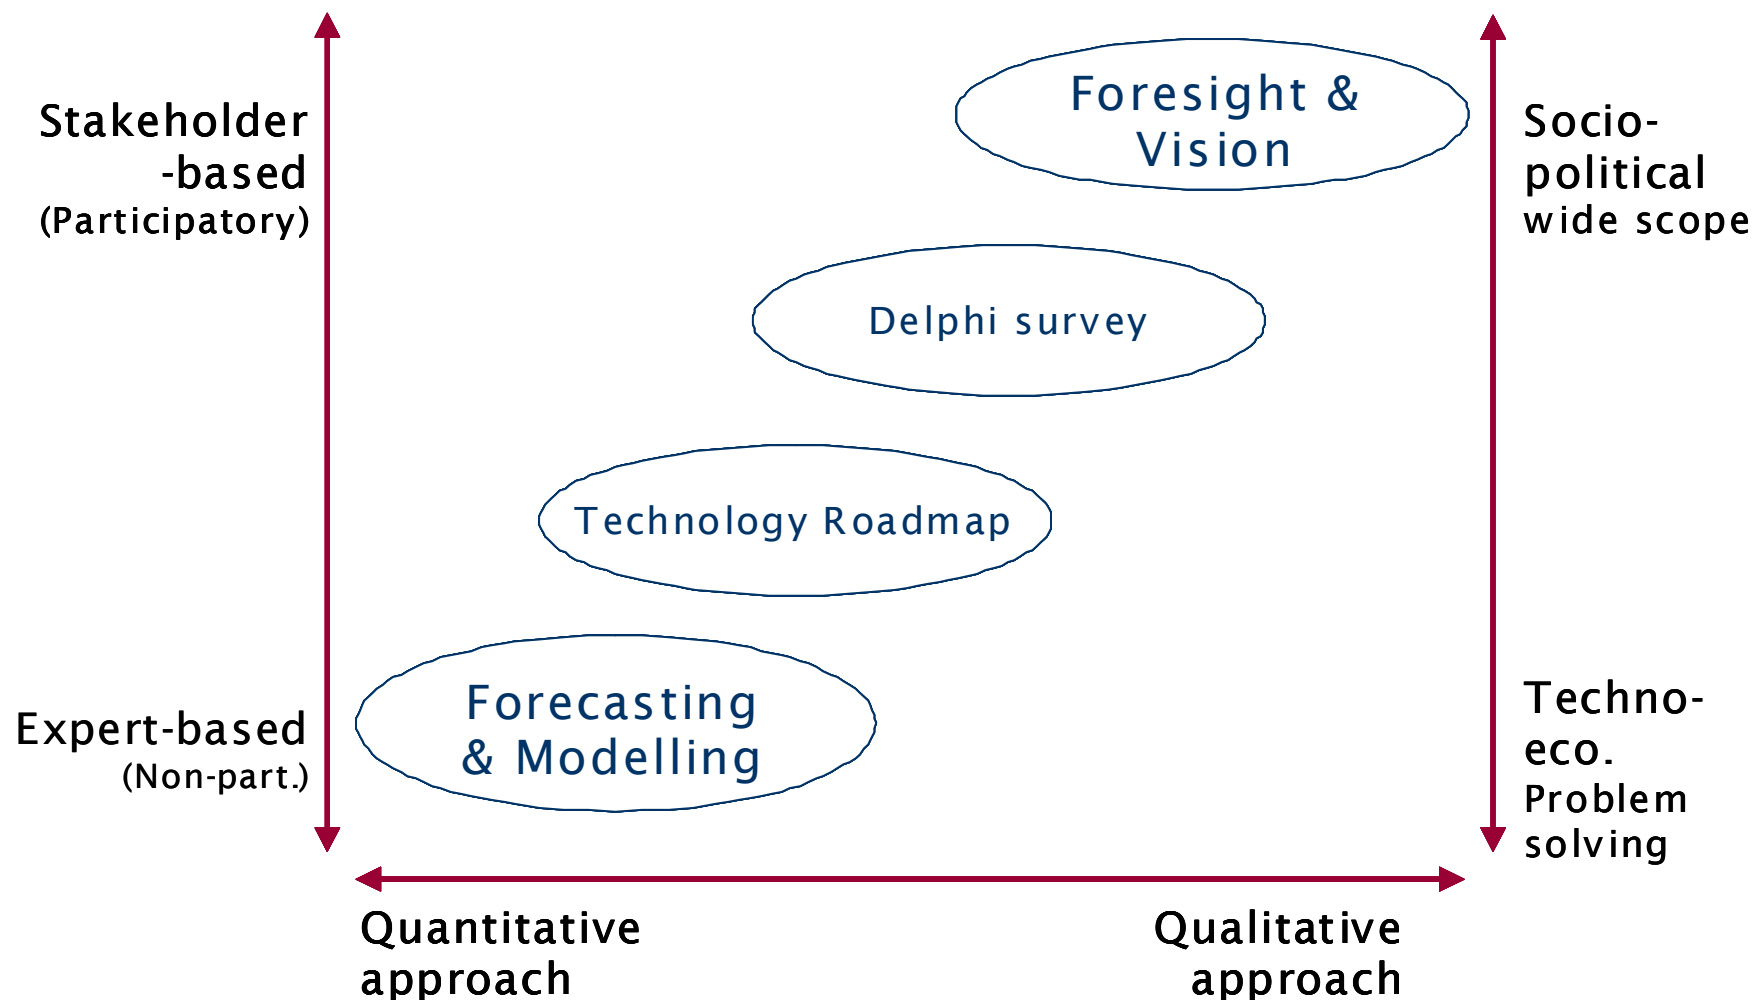 Foresight &
Vision
Stakeholder
-based
(Participatory)
Socio-
political
wide scope
Delphi survey
Technology Roadmap
Forecasting
& Modelling
Expert-based
(Non-part.)
Techno-
eco.
Problem
solving
Quantitative
approach
Qualitative
approach